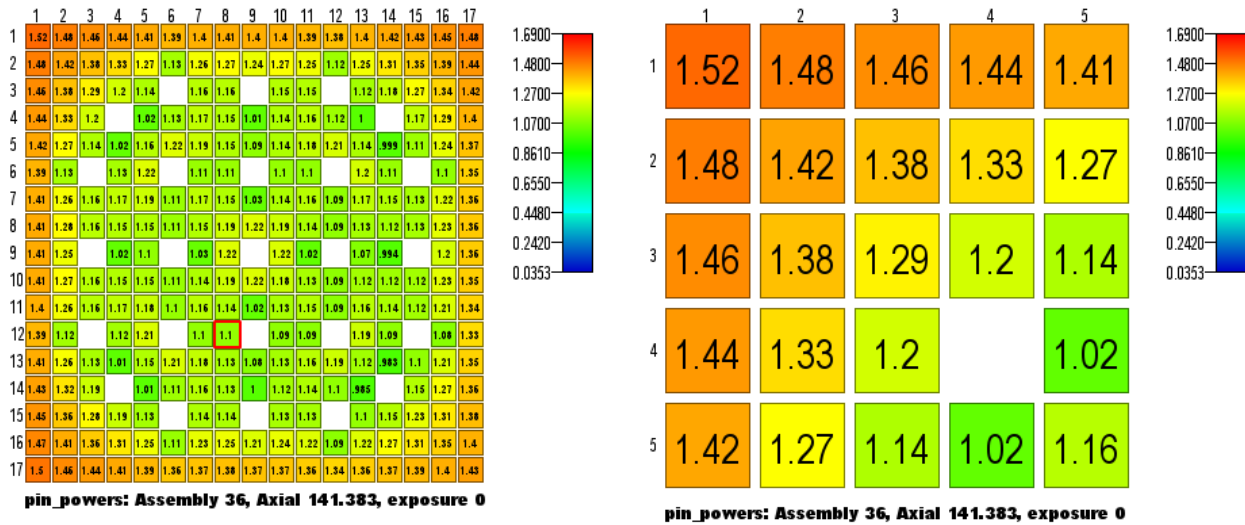 1 2 3 4 5 6 7 8 9 10 11 12 13 14 15 16 17
1 1.52 1.48 1.46 1.44 1.41 1.39 1.4 1.41 1.4 1.4 1.39 1.38 1.4 1.42 1.43 1.45 1.48
2 1.48 1.42 1.38 1.33 1.27 1.13 1.26 1.27 1.24 1.27 1.25 1.12 1.25 1.31 1.35 1.39 1.44
3 1.46 1.38 1.29 1.2 1.14 1.16 1.16 1.15 1.15 1.12 1.18 1.27 1.34 1.42
4 1.44 1.33 1.2 1.02 1.13 1.17 1.15 1.01 1.14 1.16 1.12 1 1.17 1.29 1.4
5 1.42 1.27 1.14 1.02 1.16 1.22 1.19 1.15 1.09 1.14 1.18 1.21 1.14 .999 1.11 1.24 1.37
6 1.39 1.13 1.13 1.22 1.11 1.11 1.1 1.1 1.2 1.11 1.1 1.35
7 1.41 1.26 1.16 1.17 1.19 1.11 1.17 1.15 1.03 1.14 1.16 1.09 1.17 1.15 1.13 1.22 1.36
8 1.41 1.28 1.16 1.15 1.15 1.11 1.15 1.19 1.22 1.19 1.14 1.09 1.13 1.12 1.13 1.23 1.36
9 1.41 1.25 1.02 1.1 1.03 1.22 1.22 1.02 1.07 .994 1.2 1.36
10 1.41 1.27 1.16 1.15 1.15 1.11 1.14 1.19 1.22 1.18 1.13 1.09 1.12 1.12 1.12 1.23 1.35
11 1.4 1.26 1.16 1.17 1.18 1.1 1.16 1.14 1.02 1.13 1.15 1.09 1.16 1.14 1.12 1.21 1.34
12 1.39 1.12 1.12 1.21 1.1 1.1 1.09 1.09 1.19 1.09 1.08 1.33
13 1.41 1.26 1.13 1.01 1.15 1.21 1.18 1.13 1.08 1.13 1.16 1.19 1.12 .983 1.1 1.21 1.35
14 1.43 1.32 1.19 1.01 1.11 1.16 1.13 1 1.12 1.14 1.1 .985 1.15 1.27 1.36
15 1.45 1.36 1.28 1.19 1.13 1.14 1.14 1.13 1.13 1.1 1.15 1.23 1.31 1.38
16 1.47 1.41 1.36 1.31 1.25 1.11 1.23 1.25 1.21 1.24 1.22 1.09 1.22 1.27 1.31 1.35 1.4
17 1.5 1.46 1.44 1.41 1.39 1.36 1.37 1.38 1.37 1.37 1.36 1.34 1.36 1.37 1.39 1.4 1.43
1.6900
1.4800
1.2700
1.0700
0.8610
0.6550
0.4480
0.2420
0.0353
pin_powers: Assembly 36, Axial 141.383, exposure 0
1 2 3 4 5
1 1.52 1.48 1.46 1.44 1.41
2 1.48 1.42 1.38 1.33 1.27
3 1.46 1.38 1.29 1.2 1.14
4 1.44 1.33 1.2 1.02
5 1.42 1.27 1.14 1.02 1.16
1.6900
1.4800
1.2700
1.0700
0.8610
0.6550
0.4480
0.2420
0.0353
pin_powers: Assembly 36, Axial 141.383, exposure 0